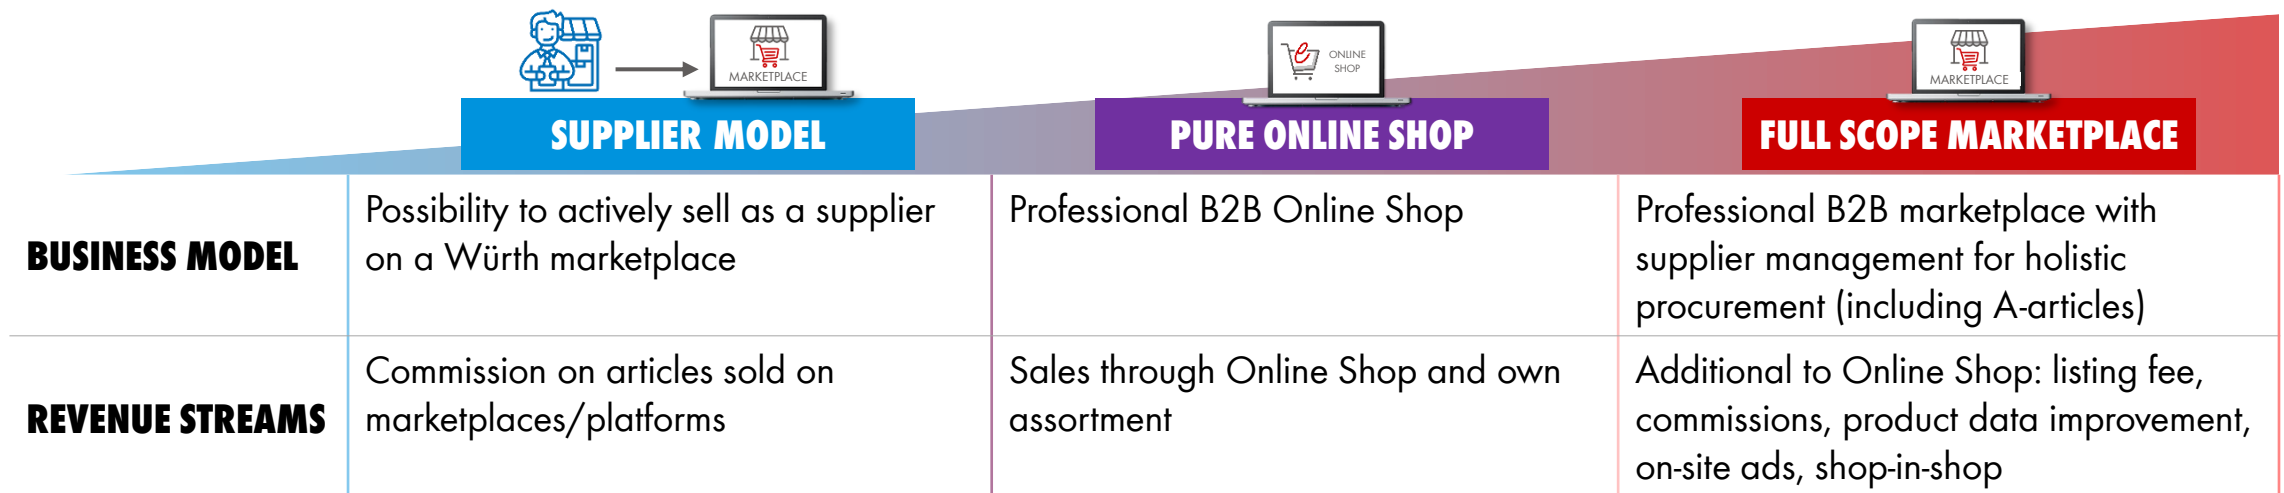 MARKETPLACE
ONLINE
SHOP
MARKETPLACE
SUPPLIER MODEL
PURE ONLINE SHOP
FULL SCOPE MARKETPLACE
BUSINESS MODEL
Possibility to actively sell as a supplier
on a Würth marketplace
Professional B2B Online Shop
Professional B2B marketplace with
supplier management for holistic
procurement (including A-articles)
REVENUE STREAMS
Commission on articles sold on
marketplaces/platforms
Sales through Online Shop and own
assortment
Additional to Online Shop: listing fee,
commissions, product data improvement,
on-site ads, shop-in-shop